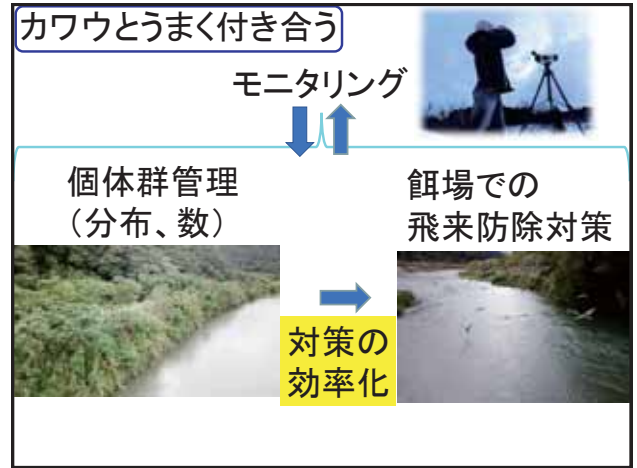 カワウとうまく付き合う
モニタリング
個体群管理
（分布、数）
餌場での
飛来防除対策
対策の
効率化